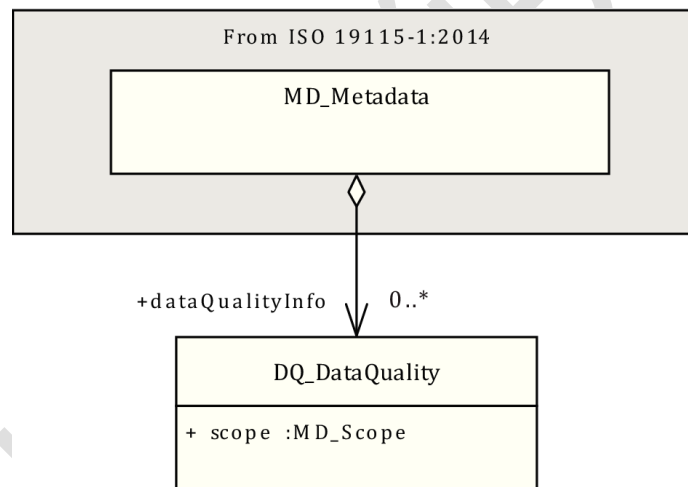 From ISO 19115-1:2014
MD_Metadata
+dataQualityInfo 0..*
DQ_DataQuality
+ scope :MD_Scope